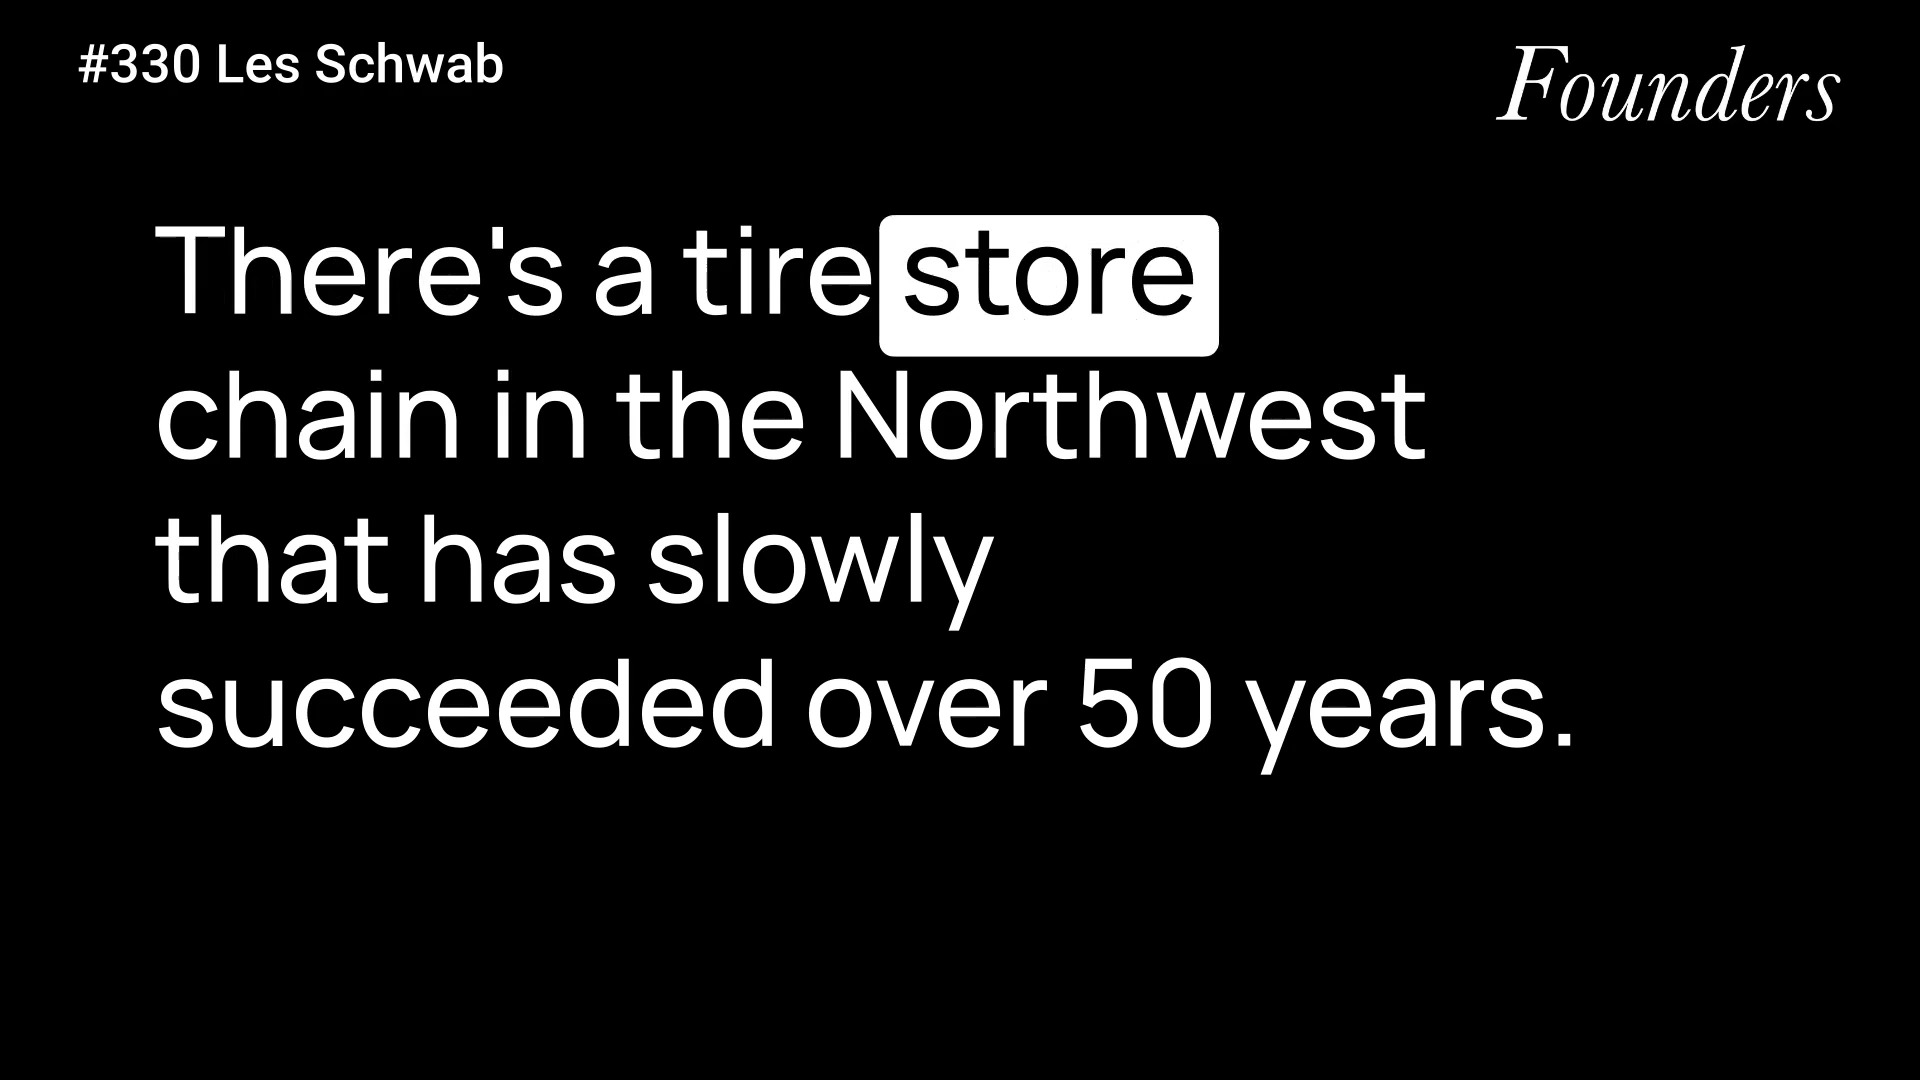 #330 Les Schwab
Founders
There's a tire store
chain in the Northwest
that has slowly
succeeded over 50 years.